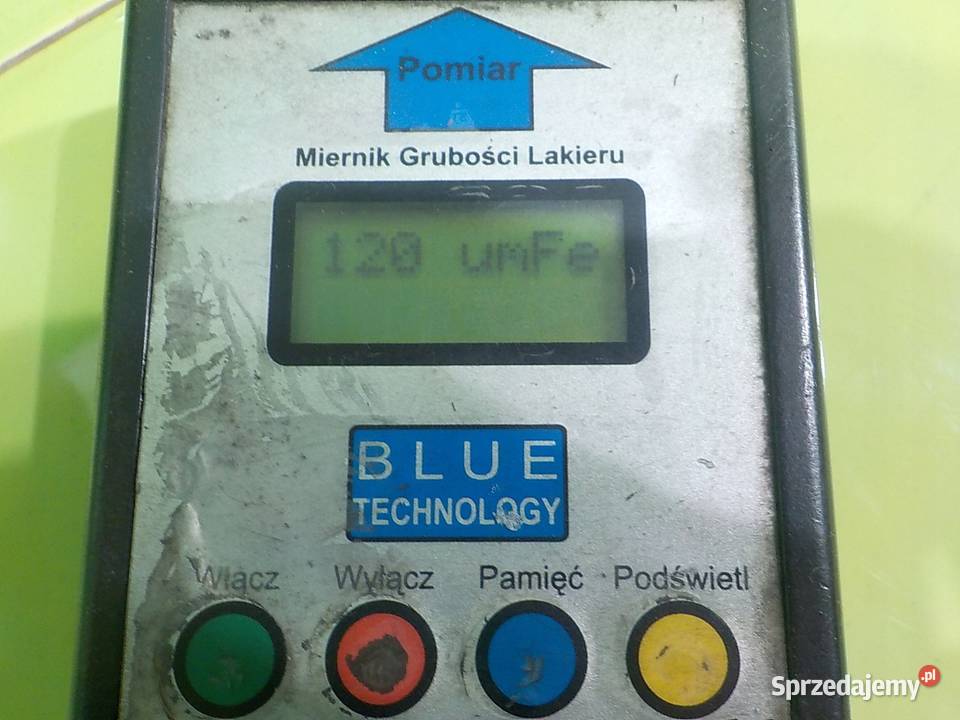 Pomiar
Miernik Grubości Lakieru
120 umFe
BLUE
TECHNOLOGY
Włącz Wyłącz Pamięć Podświetl
Sprzedajemy.pl